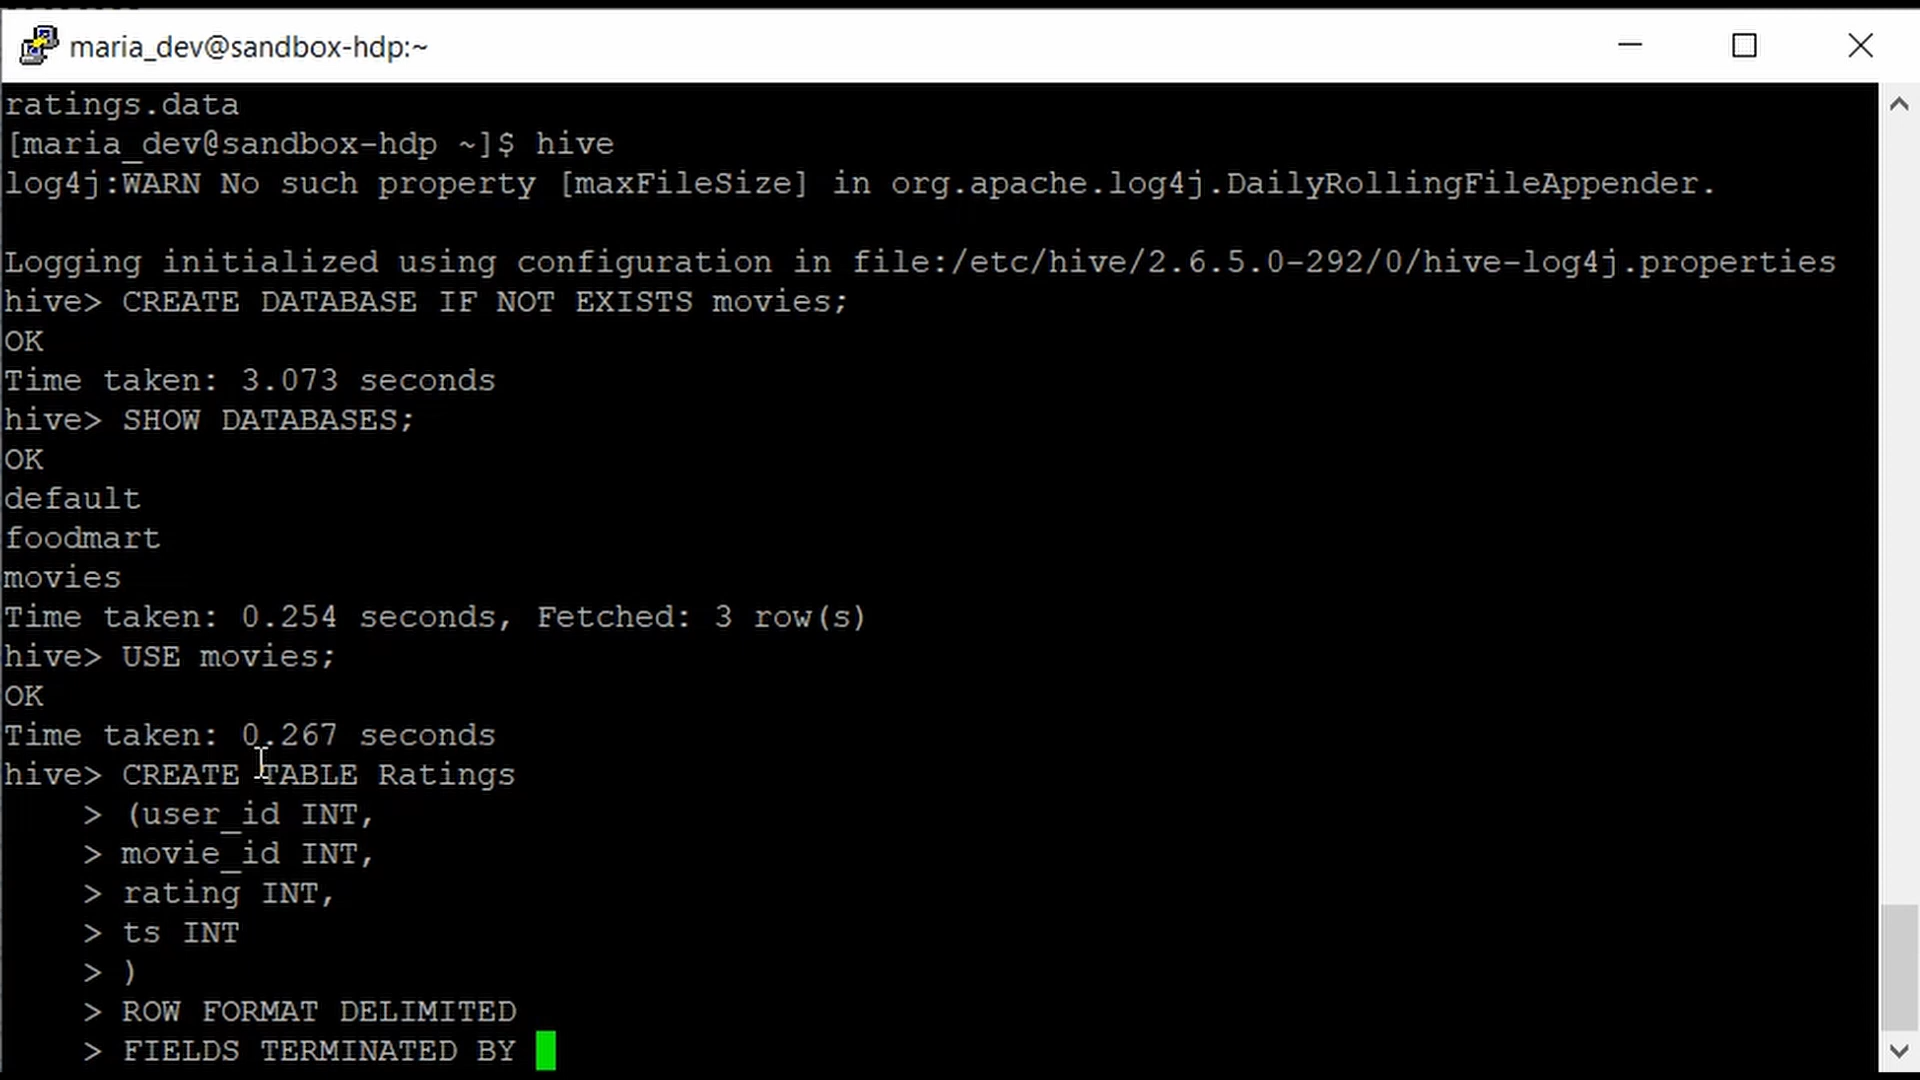 maria_dev@sandbox-hdp:~
ratings.data
[maria_dev@sandbox-hdp ~]$ hive
log4j:WARN No such property [maxFileSize] in org.apache.log4j.DailyRollingFileAppender.
Logging initialized using configuration in file:/etc/hive/2.6.5.0-292/0/hive-log4j.properties
hive> CREATE DATABASE IF NOT EXISTS movies;
OK
Time taken: 3.073 seconds
hive> SHOW DATABASES;
OK
default
foodmart
movies
Time taken: 0.254 seconds, Fetched: 3 row(s)
hive> USE movies;
OK
Time taken: 0.267 seconds
hive> CREATE TABLE Ratings
    > (user_id INT,
    > movie_id INT,
    > rating INT,
    > ts INT
    > )
    > ROW FORMAT DELIMITED
    > FIELDS TERMINATED BY